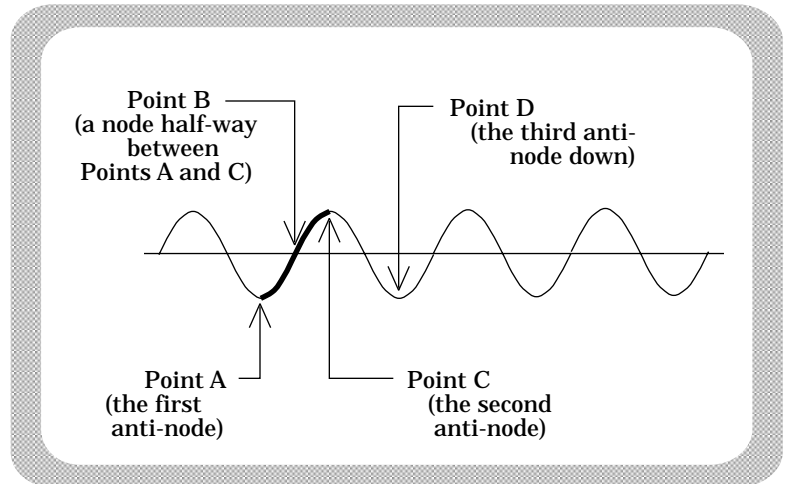 Point B
(a node half-way
between
Points A and C)
Point D
(the third anti-
node down)
Point A
(the first
anti-node)
Point C
(the second
anti-node)